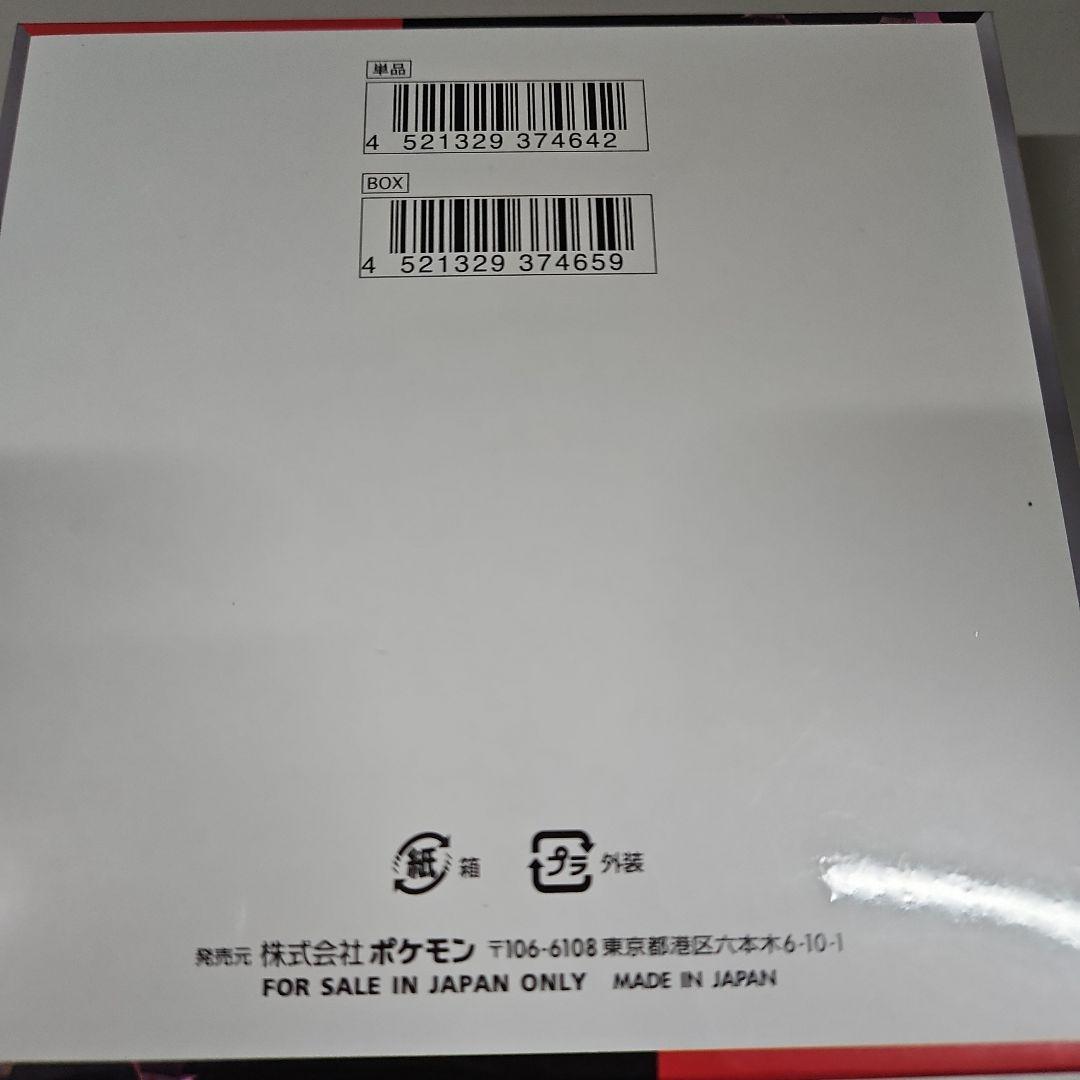 単品
4 521329 374642
BOX
4 521329 374659
紙 箱 プラ 外装
発売元 株式会社 ポケモン 〒106-6108 東京都港区六本木6-10-1
FOR SALE IN JAPAN ONLY MADE IN JAPAN